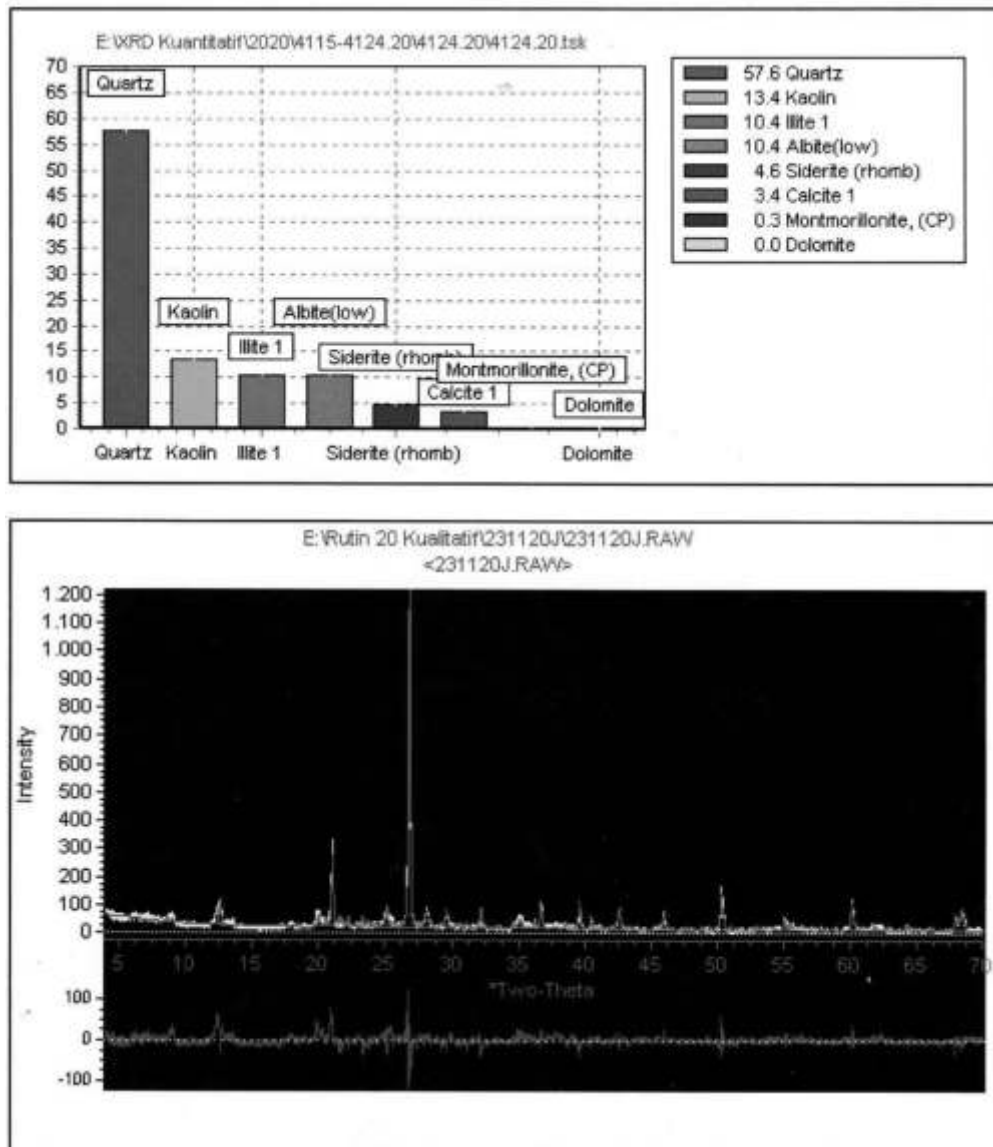 E:\XRD Kuantitatif\2020\4115-4124.20\4124.20\4124.20.tsk
70
65
60
55
50
45
40
35
30
25
20
15
10
5
0
Quartz
Kaolin
Illite 1
Albite(low)
Siderite (rhomb)
Montmorillonite, (CP)
Calcite 1
Dolomite
Quartz Kaolin Illite 1 Siderite (rhomb) Dolomite
57.6 Quartz
13.4 Kaolin
10.4 Illite 1
10.4 Albite(low)
4.6 Siderite (rhomb)
3.4 Calcite 1
0.3 Montmorillonite, (CP)
0.0 Dolomite
E:\Rutin 20 Kualitatif\231120J\231120J.RAW
<231120J.RAW>
Intensity
1.200
1.100
1.000
900
800
700
600
500
400
300
200
100
0
5 10 15 20 25 30 35 40 45 50 55 60 65 70
°Two-Theta
100
0
-100